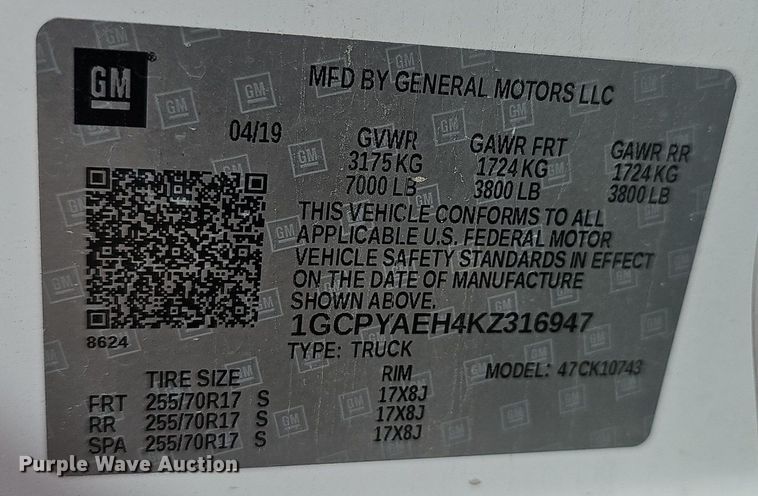 GM
MFD BY GENERAL MOTORS LLC
04/19
GVWR GAWR FRT GAWR RR
3175 KG 1724 KG 1724 KG
7000 LB 3800 LB 3800 LB
THIS VEHICLE CONFORMS TO ALL
APPLICABLE U.S. FEDERAL MOTOR
VEHICLE SAFETY STANDARDS IN EFFECT
ON THE DATE OF MANUFACTURE
SHOWN ABOVE.
8624
1GCPYAEH4KZ316947
TYPE: TRUCK
MODEL: 47CK10743
TIRE SIZE RIM
FRT 255/70R17 S 17X8J
RR 255/70R17 S 17X8J
SPA 255/70R17 S 17X8J
Purple Wave Auction